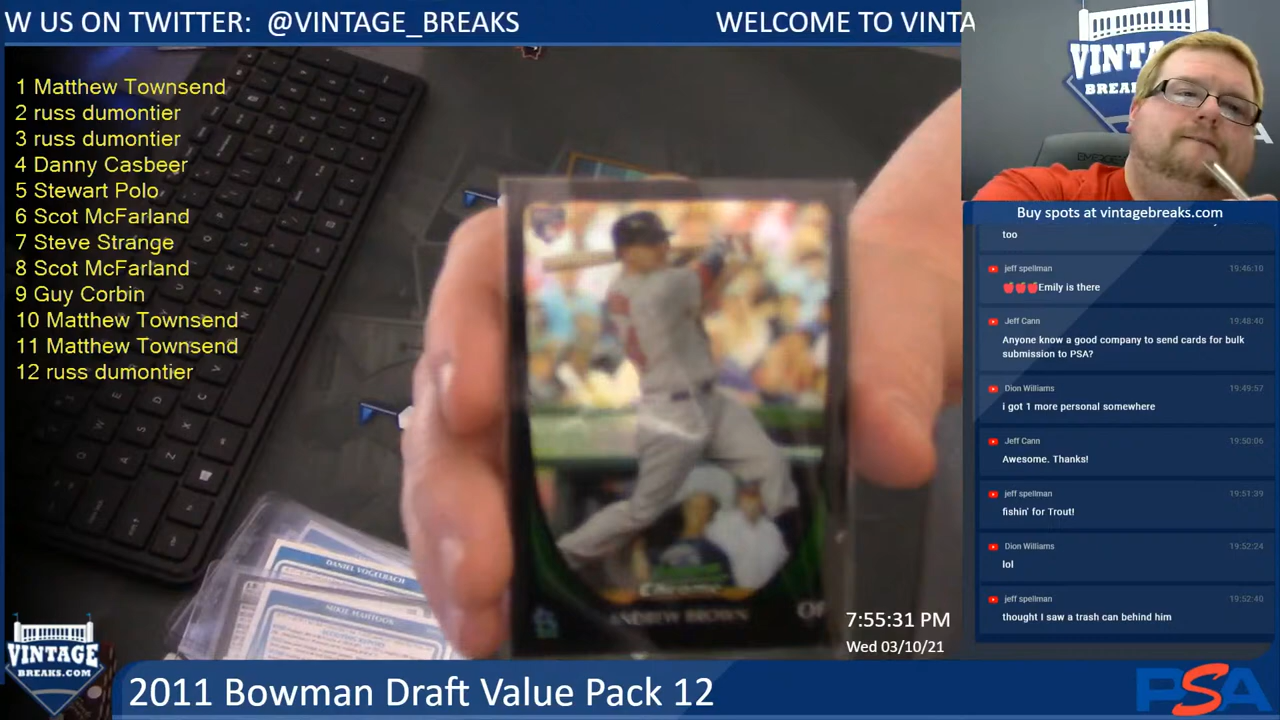 W US ON TWITTER: @VINTAGE_BREAKS
WELCOME TO VINTA
1 Matthew Townsend
2 russ dumontier
3 russ dumontier
4 Danny Casbeer
5 Stewart Polo
6 Scot McFarland
7 Steve Strange
8 Scot McFarland
9 Guy Corbin
10 Matthew Townsend
11 Matthew Townsend
12 russ dumontier
VINT
BREA
Buy spots at vintagebreaks.com
too
jeff spellman 19:46:10
🍎🍎🍎Emily is there
Jeff Cann 19:48:40
Anyone know a good company to send cards for bulk
submission to PSA?
Dion Williams 19:49:57
i got 1 more personal somewhere
Jeff Cann 19:50:06
Awesome. Thanks!
jeff spellman 19:51:39
fishin' for Trout!
Dion Williams 19:52:24
lol
jeff spellman 19:52:40
thought I saw a trash can behind him
Chrome
ANDREW BROWN
OF
DANIEL VOGELBACH
MIKIE MAHTOOK
7:55:31 PM
Wed 03/10/21
VINTAGE
BREAKS.COM
2011 Bowman Draft Value Pack 12
PSA